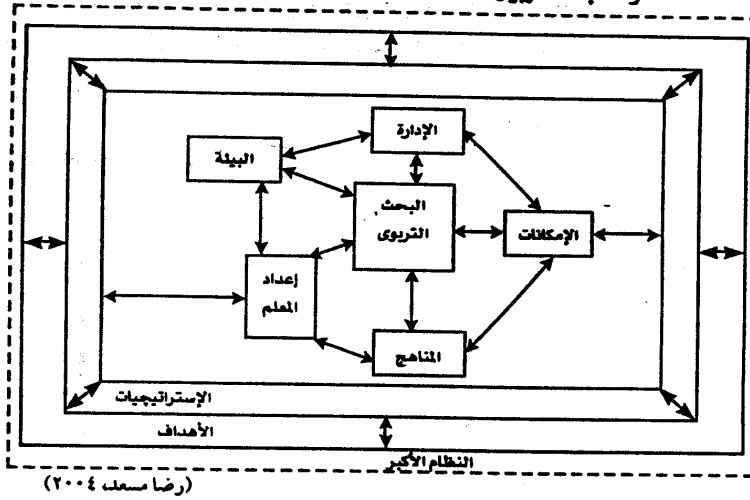 الإدارة
البيئة
البحث
التربوى
الإمكانات
إعداد
المعلم
المناهج
الإستراتيجيات
الأهداف
النظام الأكبر
(رضا مسعد، ٢٠٠٤)